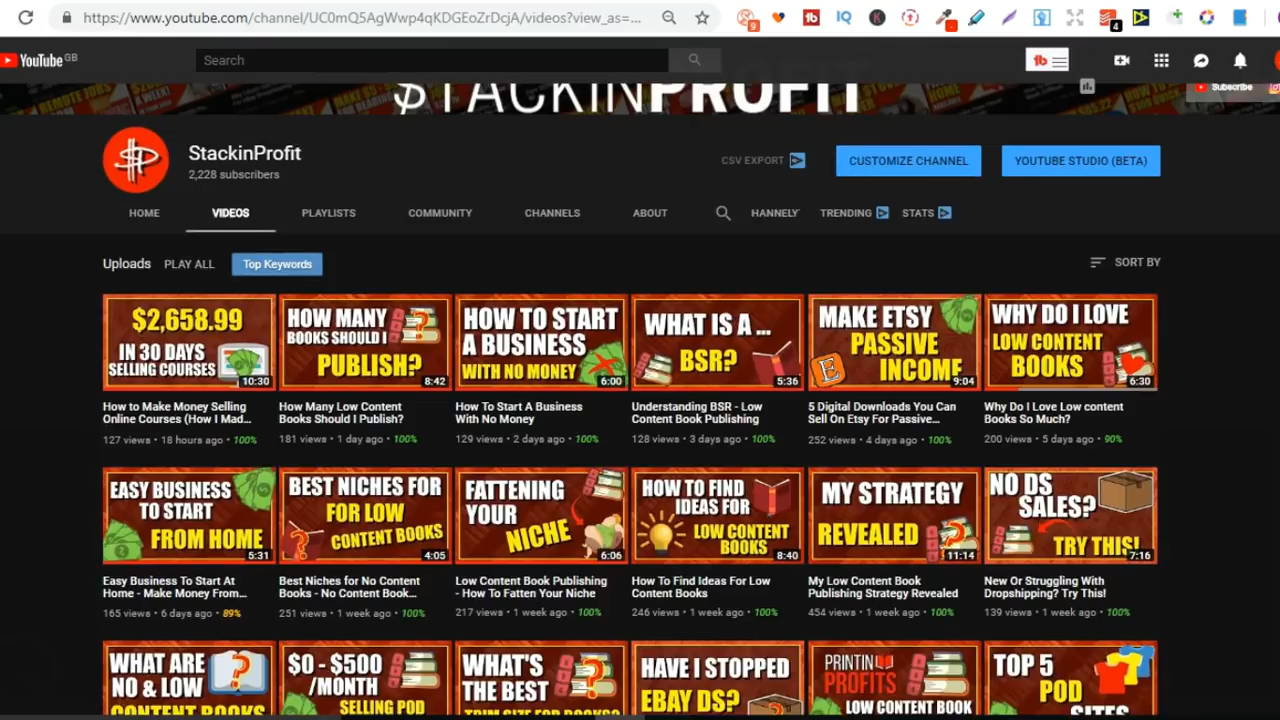 https://www.youtube.com/channel/UC0mQ5AgWwp4qKDGEoZrDcjA/videos?view_as=...
9
tb
IQ
K
4
YouTube GB
Search
tb
$TACKINPROFIT
Subscribe
StackinProfit
2,228 subscribers
CSV EXPORT
CUSTOMIZE CHANNEL
YOUTUBE STUDIO (BETA)
HOME
VIDEOS
PLAYLISTS
COMMUNITY
CHANNELS
ABOUT
HANNELY
TRENDING
STATS
Uploads
PLAY ALL
Top Keywords
SORT BY
$2,658.99
IN 30 DAYS
SELLING COURSES
10:30
How to Make Money Selling
Online Courses (How I Mad...
127 views • 18 hours ago • 100%
HOW MANY
BOOKS SHOULD I
PUBLISH?
8:42
How Many Low Content
Books Should I Publish?
181 views • 1 day ago • 100%
HOW TO START
A BUSINESS
WITH NO MONEY
6:00
How To Start A Business
With No Money
129 views • 2 days ago • 100%
WHAT IS A ...
BSR?
5:36
Understanding BSR - Low
Content Book Publishing
128 views • 3 days ago • 100%
MAKE ETSY
PASSIVE
INCOME
E
9:04
5 Digital Downloads You Can
Sell On Etsy For Passive...
252 views • 4 days ago • 100%
WHY DO I LOVE
LOW CONTENT
BOOKS
6:30
Why Do I Love Low content
Books So Much?
200 views • 5 days ago • 90%
EASY BUSINESS
TO START
FROM HOME
5:31
Easy Business To Start At
Home - Make Money From...
165 views • 6 days ago • 89%
BEST NICHES FOR
FOR LOW
CONTENT BOOKS
4:05
Best Niches for No Content
Books - No Content Book...
251 views • 1 week ago • 100%
FATTENING
YOUR
NICHE
6:06
Low Content Book Publishing
- How To Fatten Your Niche
217 views • 1 week ago • 100%
HOW TO FIND
IDEAS FOR
LOW CONTENT
BOOKS
8:40
How To Find Ideas For Low
Content Books
246 views • 1 week ago • 100%
MY STRATEGY
REVEALED
11:14
My Low Content Book
Publishing Strategy Revealed
454 views • 1 week ago • 100%
NO DS
SALES?
TRY THIS!
7:16
New Or Struggling With
Dropshipping? Try This!
139 views • 1 week ago • 100%
WHAT ARE
NO & LOW
CONTENT BOOKS
$0 - $500
/MONTH
SELLING POD
WHAT'S
THE BEST
TRIM SIZE FOR BOOKS?
HAVE I STOPPED
EBAY DS?
PRINTIN
PROFITS
LOW CONTENT BOOK
TOP 5
POD
SITES